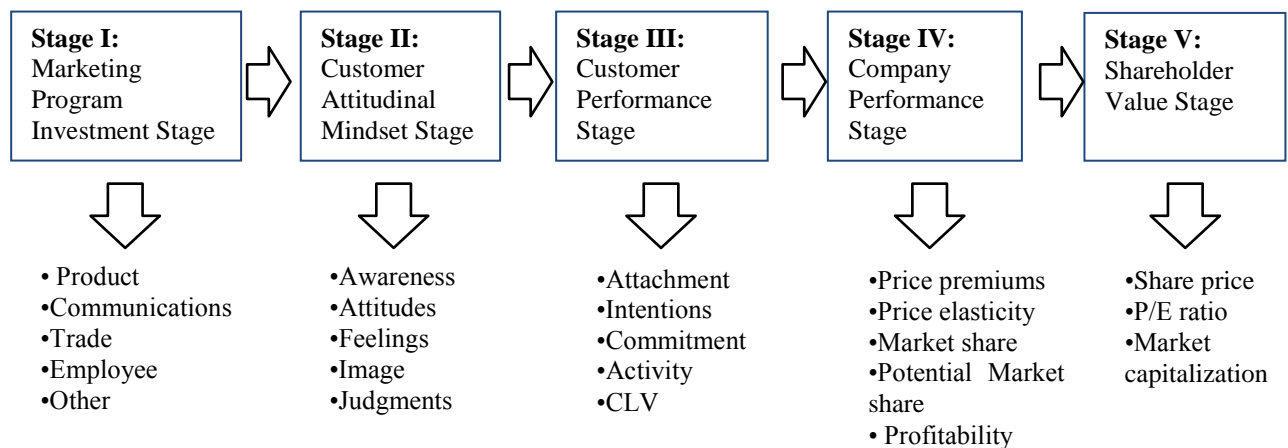 Stage I:
Marketing
Program
Investment Stage
Stage II:
Customer
Attitudinal
Mindset Stage
Stage III:
Customer
Performance
Stage
Stage IV:
Company
Performance
Stage
Stage V:
Shareholder
Value Stage
• Product
•Communications
•Trade
•Employee
•Other
•Awareness
•Attitudes
•Feelings
•Image
•Judgments
•Attachment
•Intentions
•Commitment
•Activity
•CLV
•Price premiums
•Price elasticity
•Market share
•Potential Market
share
• Profitability
•Share price
•P/E ratio
•Market
capitalization